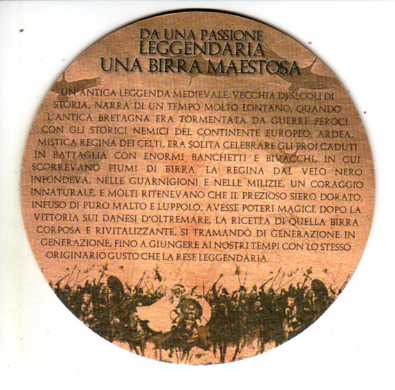 DA UNA PASSIONE
LEGGENDARIA
UNA BIRRA MAESTOSA
UN'ANTICA LEGGENDA MEDIEVALE, VECCHIA DI SECOLI DI
STORIA, NARRA DI UN TEMPO MOLTO LONTANO, QUANDO
L'ANTICA BRETAGNA ERA TORMENTATA DA GUERRE FEROCI
CON GLI STORICI NEMICI DEL CONTINENTE EUROPEO. ARDEA,
MISTICA REGINA DEI CELTI, ERA SOLITA CELEBRARE GLI EROI CADUTI
IN BATTAGLIA CON ENORMI BANCHETTI E BIVACCHI, IN CUI
SCORREVANO FIUMI DI BIRRA. LA REGINA DAL VELO NERO
INFONDEVA, NELLE GUARNIGIONI E NELLE MILIZIE, UN CORAGGIO
INNATURALE, E MOLTI RITENEVANO CHE IL PREZIOSO SIERO DORATO,
INFUSO DI PURO MALTO E LUPPOLO, AVESSE POTERI MAGICI. DOPO LA
VITTORIA SUI DANESI D'OLTREMARE, LA RICETTA DI QUELLA BIRRA
CORPOSA E RIVITALIZZANTE, SI TRAMANDÒ DI GENERAZIONE IN
GENERAZIONE, FINO A GIUNGERE AI NOSTRI TEMPI CON LO STESSO
ORIGINARIO GUSTO CHE LA RESE LEGGENDARIA.